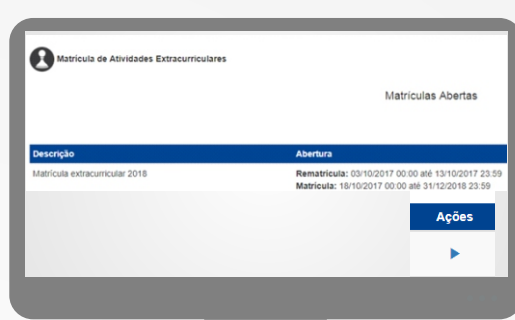 Matrícula de Atividades Extracurriculares
Matrículas Abertas
Descrição Abertura
Matrícula extracurricular 2018 Rematrícula: 03/10/2017 00:00 até 13/10/2017 23:59
Matrícula: 18/10/2017 00:00 até 31/12/2018 23:59
Ações